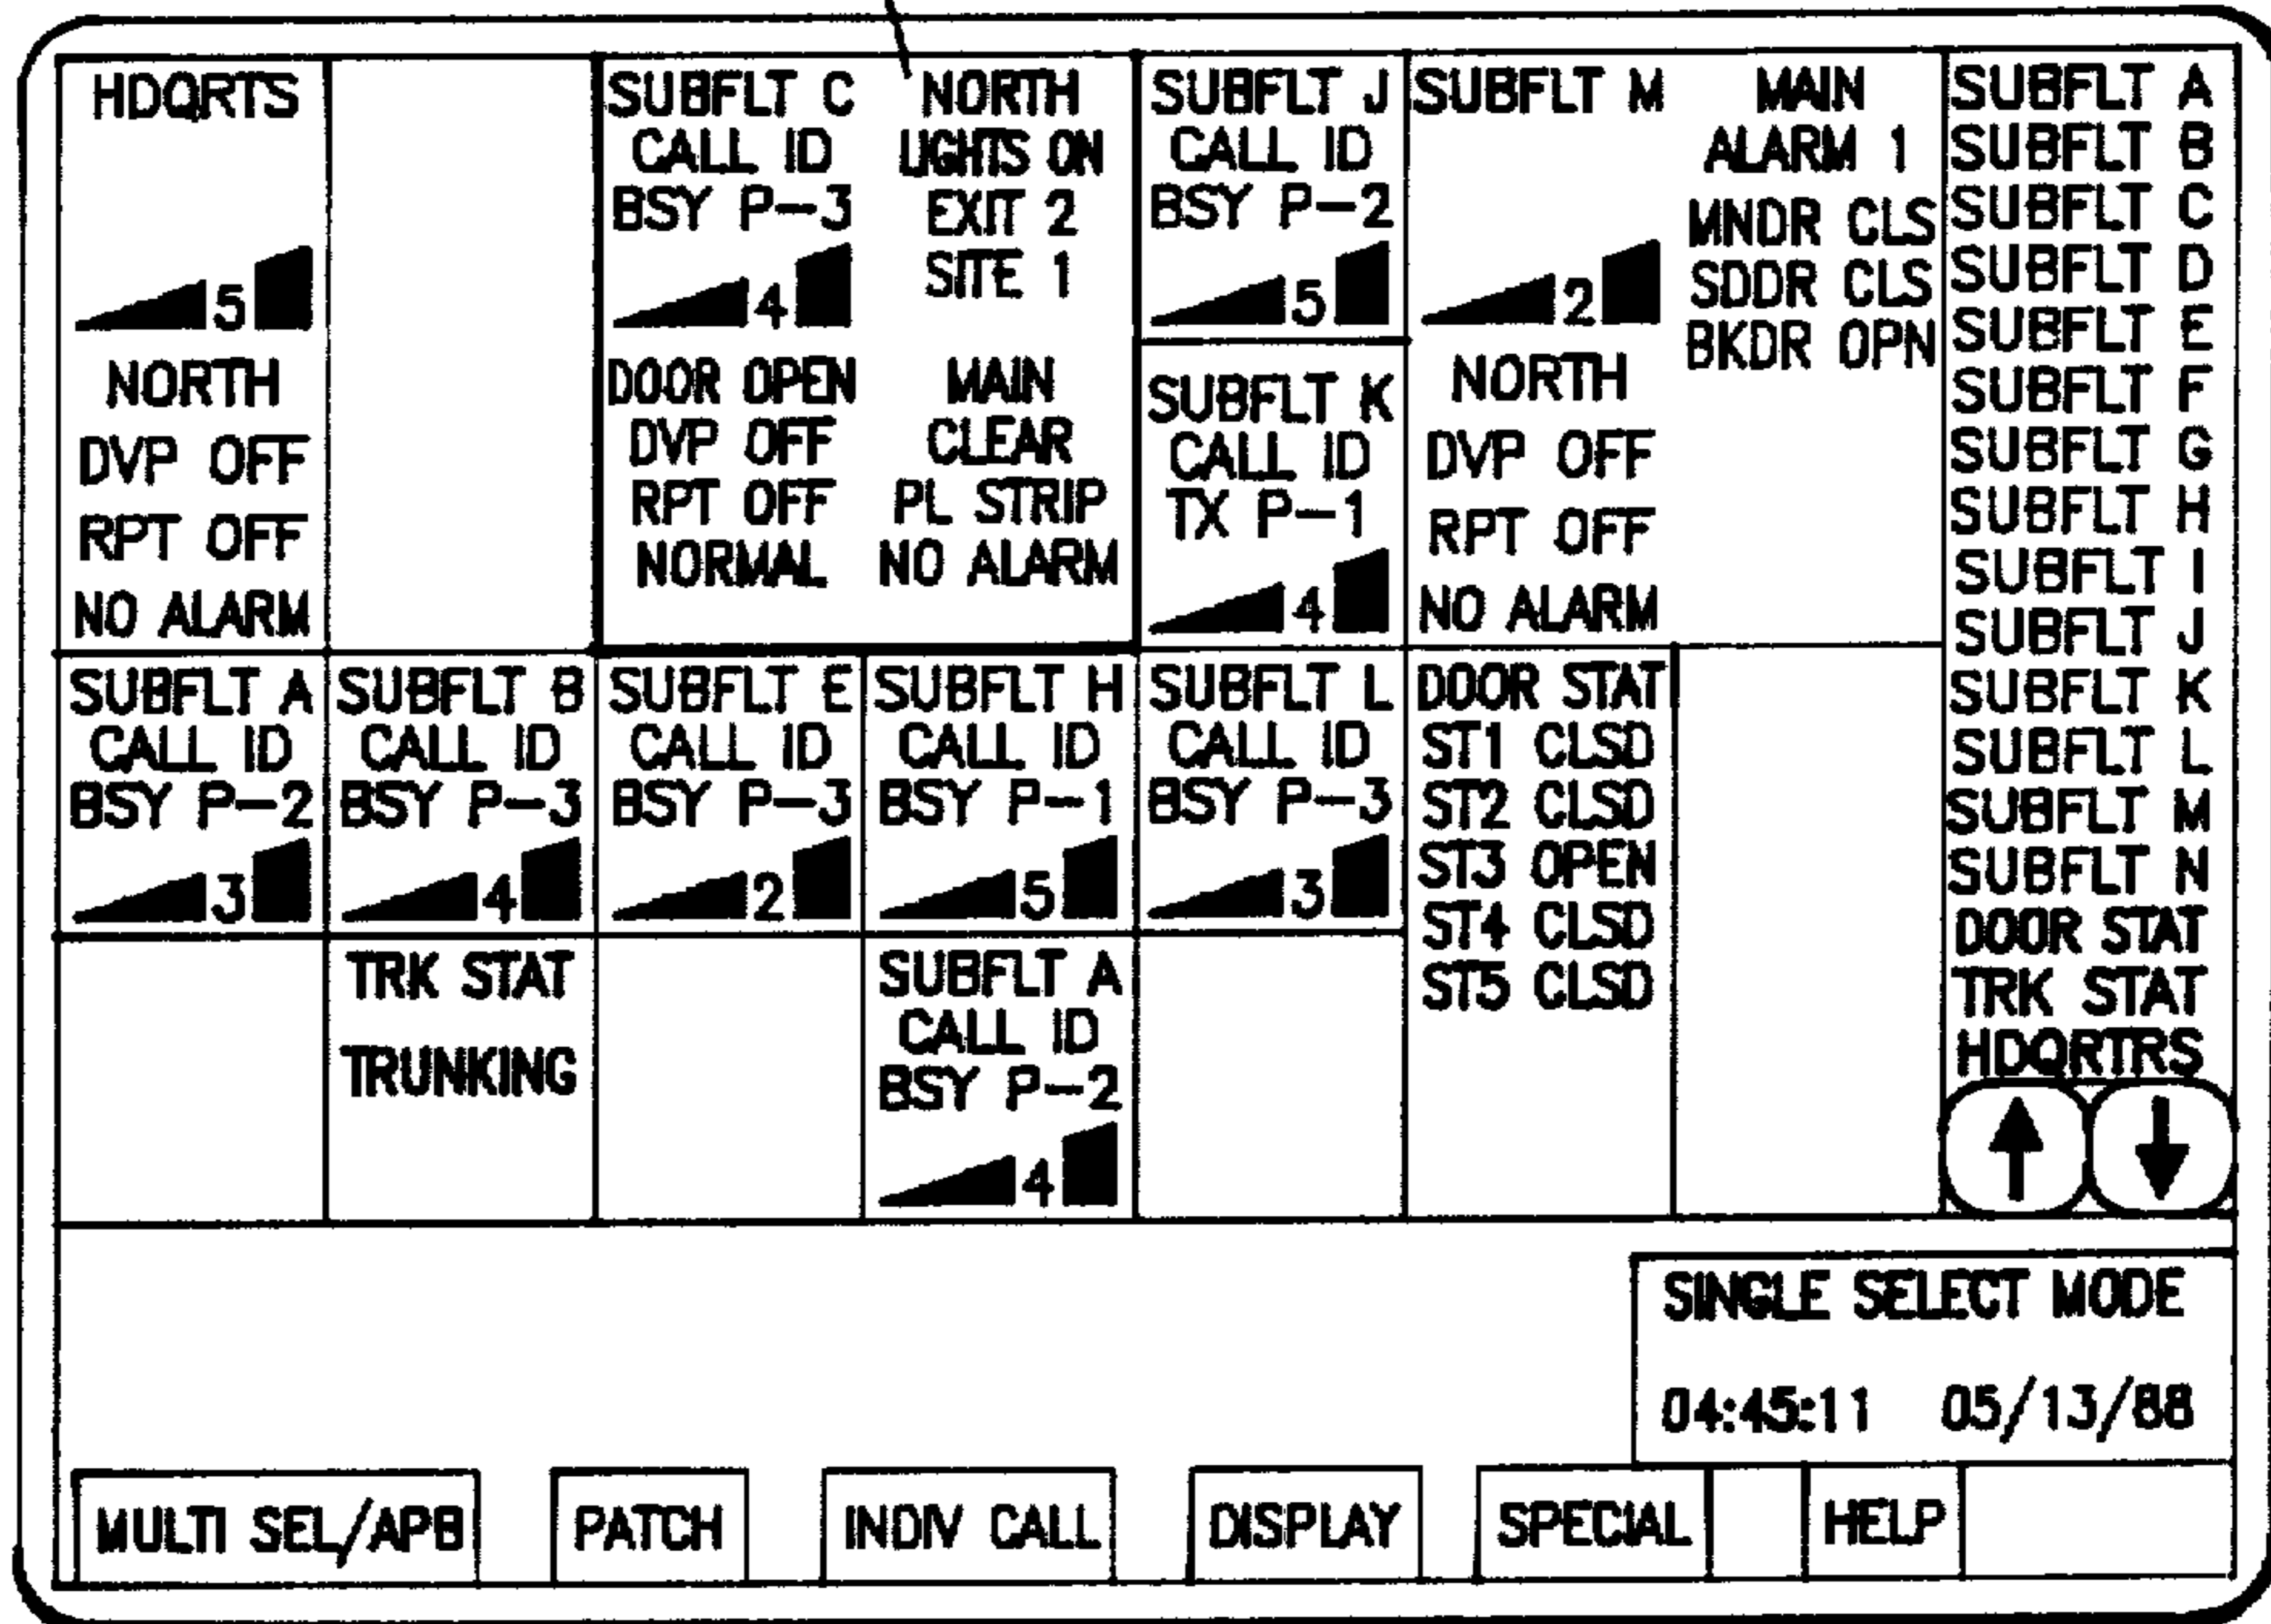 HDQRTS
5
NORTH
DVP OFF
RPT OFF
NO ALARM
SUBFLT C
CALL ID
BSY P-3
4
DOOR OPEN
DVP OFF
RPT OFF
NORMAL
NORTH
LIGHTS ON
EXIT 2
SITE 1
MAIN
CLEAR
PL STRIP
NO ALARM
SUBFLT J
CALL ID
BSY P-2
5
SUBFLT K
CALL ID
TX P-1
4
SUBFLT M
2
NORTH
DVP OFF
RPT OFF
NO ALARM
MAIN
ALARM 1
MNDR CLS
SDDR CLS
BKDR OPN
SUBFLT A
CALL ID
BSY P-2
3
SUBFLT B
CALL ID
BSY P-3
4
SUBFLT E
CALL ID
BSY P-3
2
SUBFLT H
CALL ID
BSY P-1
5
SUBFLT L
CALL ID
BSY P-3
3
DOOR STAT
ST1 CLSD
ST2 CLSD
ST3 OPEN
ST4 CLSD
ST5 CLSD
TRK STAT
TRUNKING
SUBFLT A
CALL ID
BSY P-2
4
SUBFLT A
SUBFLT B
SUBFLT C
SUBFLT D
SUBFLT E
SUBFLT F
SUBFLT G
SUBFLT H
SUBFLT I
SUBFLT J
SUBFLT K
SUBFLT L
SUBFLT M
SUBFLT N
DOOR STAT
TRK STAT
HDQRTRS
SINGLE SELECT MODE
04:45:11 05/13/88
MULTI SEL/APB
PATCH
INDIV CALL
DISPLAY
SPECIAL
HELP